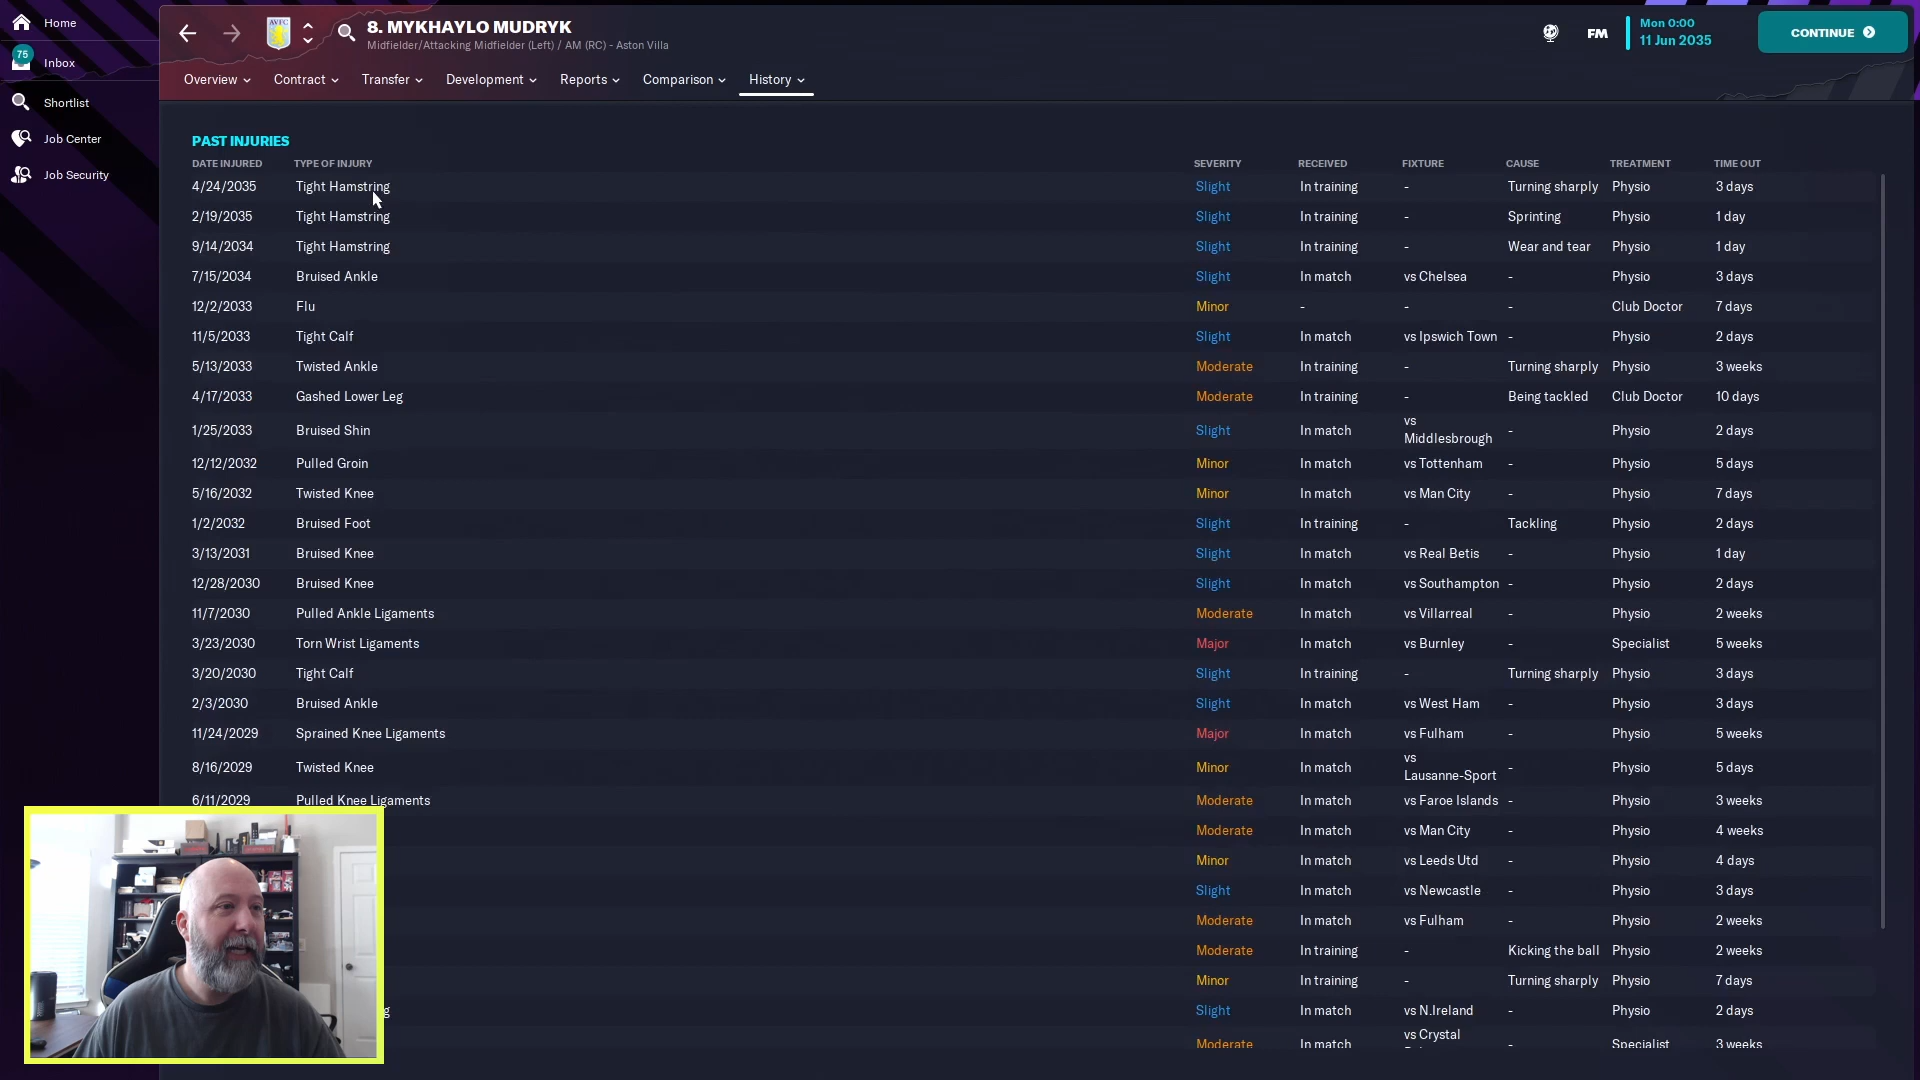 Home
75
Inbox
Shortlist
Job Center
Job Security
AVFC
8. MYKHAYLO MUDRYK
Midfielder/Attacking Midfielder (Left) / AM (RC) - Aston Villa
FM
Mon 0:00
11 Jun 2035
CONTINUE
Overview Contract Transfer Development Reports Comparison History
PAST INJURIES
DATE INJURED TYPE OF INJURY SEVERITY RECEIVED FIXTURE CAUSE TREATMENT TIME OUT
4/24/2035 Tight Hamstring Slight In training - Turning sharply Physio 3 days
2/19/2035 Tight Hamstring Slight In training - Sprinting Physio 1 day
9/14/2034 Tight Hamstring Slight In training - Wear and tear Physio 1 day
7/15/2034 Bruised Ankle Slight In match vs Chelsea - Physio 3 days
12/2/2033 Flu Minor - - - Club Doctor 7 days
11/5/2033 Tight Calf Slight In match vs Ipswich Town - Physio 2 days
5/13/2033 Twisted Ankle Moderate In training - Turning sharply Physio 3 weeks
4/17/2033 Gashed Lower Leg Moderate In training - Being tackled Club Doctor 10 days
1/25/2033 Bruised Shin Slight In match vs Middlesbrough - Physio 2 days
12/12/2032 Pulled Groin Minor In match vs Tottenham - Physio 5 days
5/16/2032 Twisted Knee Minor In match vs Man City - Physio 7 days
1/2/2032 Bruised Foot Slight In training - Tackling Physio 2 days
3/13/2031 Bruised Knee Slight In match vs Real Betis - Physio 1 day
12/28/2030 Bruised Knee Slight In match vs Southampton - Physio 2 days
11/7/2030 Pulled Ankle Ligaments Moderate In match vs Villarreal - Physio 2 weeks
3/23/2030 Torn Wrist Ligaments Major In match vs Burnley - Specialist 5 weeks
3/20/2030 Tight Calf Slight In training - Turning sharply Physio 3 days
2/3/2030 Bruised Ankle Slight In match vs West Ham - Physio 3 days
11/24/2029 Sprained Knee Ligaments Major In match vs Fulham - Physio 5 weeks
8/16/2029 Twisted Knee Minor In match vs Lausanne-Sport - Physio 5 days
6/11/2029 Pulled Knee Ligaments Moderate In match vs Faroe Islands - Physio 3 weeks
Moderate In match vs Man City - Physio 4 weeks
Minor In match vs Leeds Utd - Physio 4 days
Slight In match vs Newcastle - Physio 3 days
Moderate In match vs Fulham - Physio 2 weeks
Moderate In training - Kicking the ball Physio 2 weeks
Minor In training - Turning sharply Physio 7 days
g Slight In match vs N.Ireland - Physio 2 days
Moderate In match vs Crystal - Specialist 3 weeks